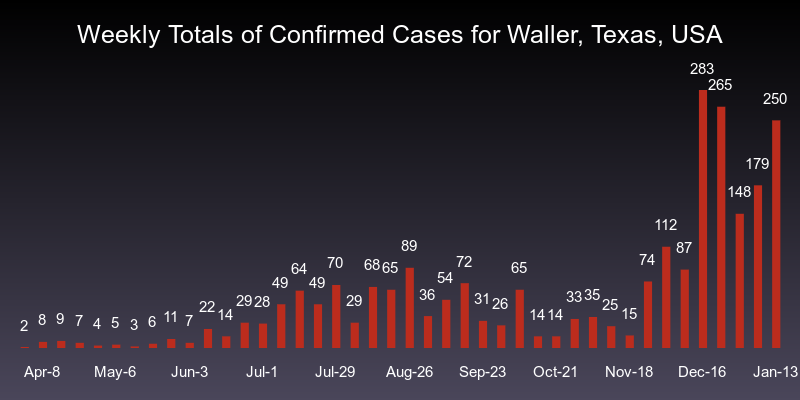 Weekly Totals of Confirmed Cases for Waller, Texas, USA
2 8 9 7 4 5 3 6 11 7 22 14 29 28 49 64 49 70 29 68 65 89 36 54 72 31 26 65 14 14 33 35 25 15 74 112 87 283 265 148 179 250
Apr-8 May-6 Jun-3 Jul-1 Jul-29 Aug-26 Sep-23 Oct-21 Nov-18 Dec-16 Jan-13